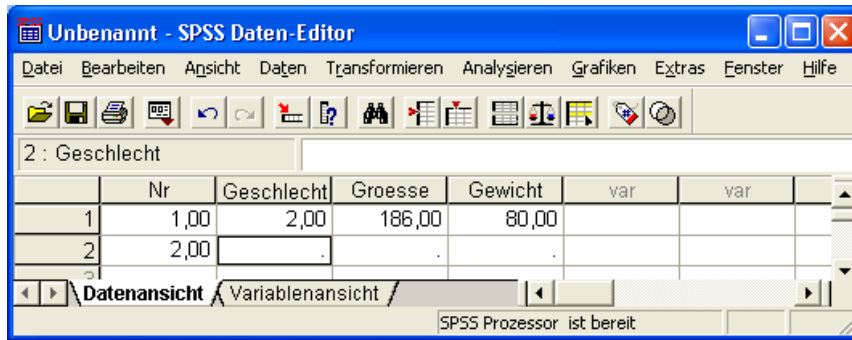 Unbenannt - SPSS Daten-Editor
Datei Bearbeiten Ansicht Daten Transformieren Analysieren Grafiken Extras Fenster Hilfe
2 : Geschlecht
Nr Geschlecht Groesse Gewicht var var
1 1,00 2,00 186,00 80,00
2 2,00 . . .
3
Datenansicht Variablenansicht
SPSS Prozessor ist bereit